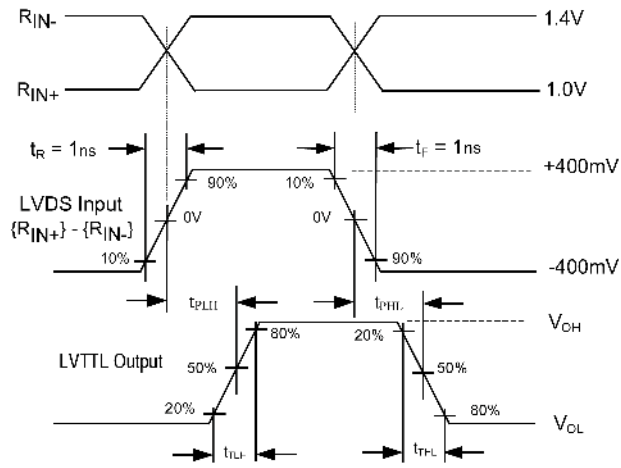 RIN-
1.4V
RIN+
1.0V
tR = 1ns
tF = 1ns
+400mV
90%
10%
LVDS Input
{RIN+} - {RIN-}
0V
0V
10%
90%
-400mV
tPLH
tPHL
VOH
80%
20%
LVTTL Output
50%
50%
20%
80%
VOL
tTLH
tTHL